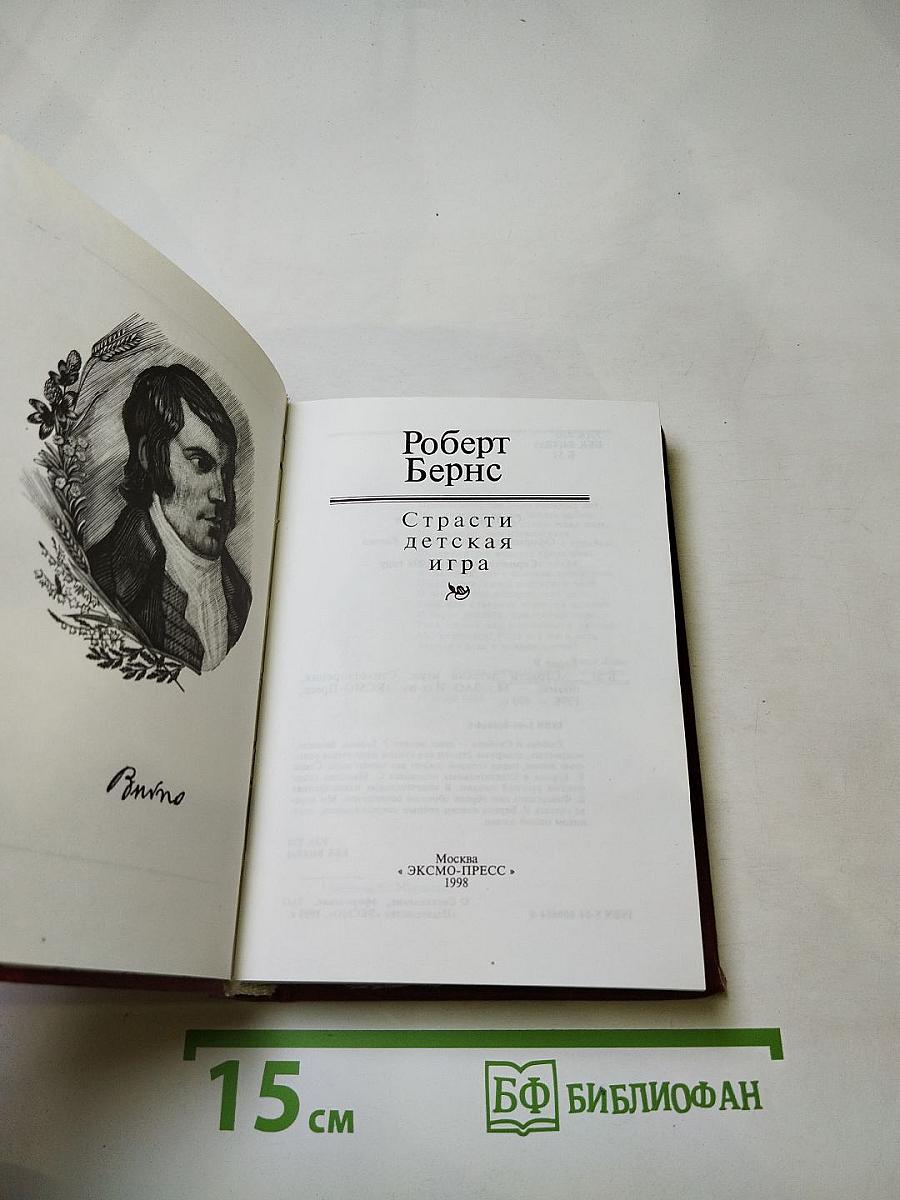 Роберт
Бернс
Страсти
детская
игра
Москва
« ЭКСМО-ПРЕСС »
1998
Burns
15 см
БФ БИБЛИОФАН